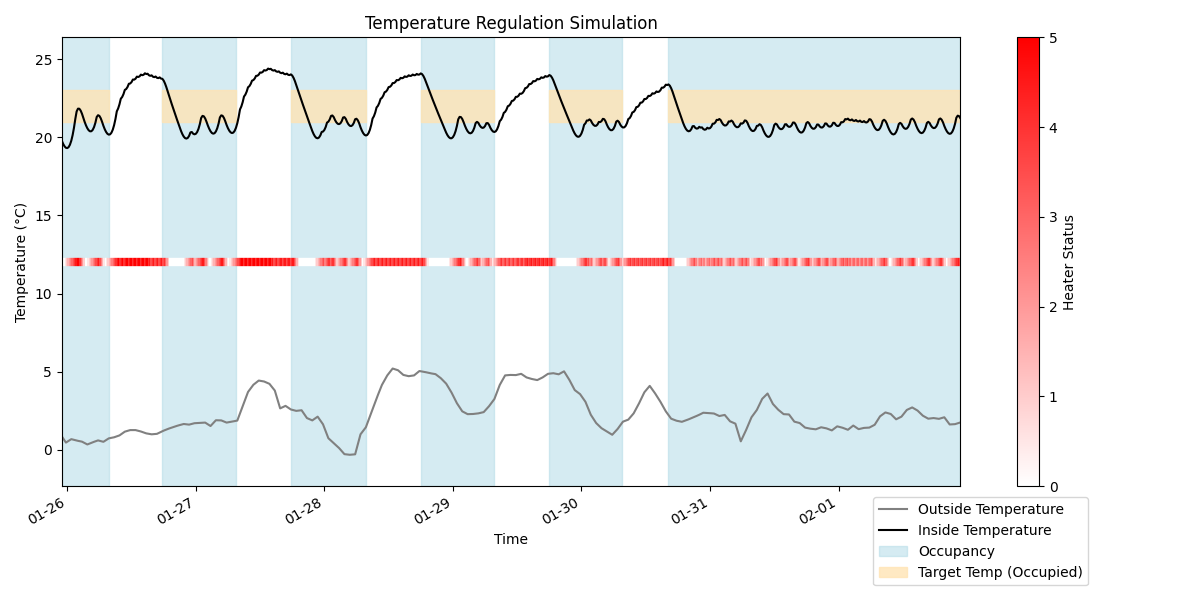 Temperature Regulation Simulation
25
20
15
10
5
0
Temperature (°C)
01-26
01-27
01-28
01-29
01-30
01-31
02-01
Time
5
4
3
2
1
0
Heater Status
Outside Temperature
Inside Temperature
Occupancy
Target Temp (Occupied)